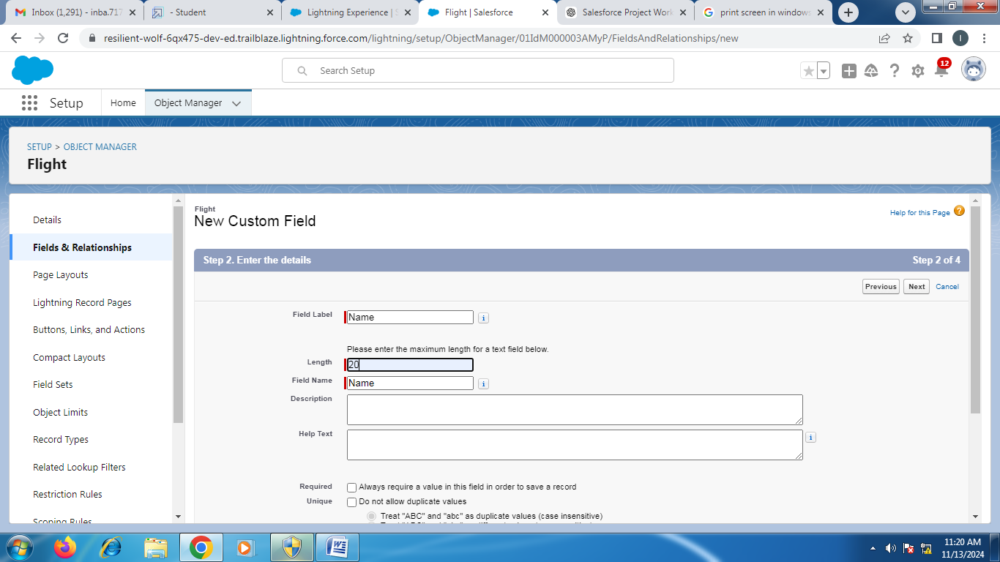 Inbox (1,291) - inba.717
- Student
Lightning Experience | S
Flight | Salesforce
Salesforce Project Work
print screen in windows
resilient-wolf-6qx475-dev-ed.trailblaze.lightning.force.com/lightning/setup/ObjectManager/01IdM000003AMyP/FieldsAndRelationships/new
I
Search Setup
12
Setup
Home
Object Manager
SETUP > OBJECT MANAGER
Flight
Details
Fields & Relationships
Page Layouts
Lightning Record Pages
Buttons, Links, and Actions
Compact Layouts
Field Sets
Object Limits
Record Types
Related Lookup Filters
Restriction Rules
Scoping Rules
Flight
New Custom Field
Help for this Page
Step 2. Enter the details
Step 2 of 4
Previous
Next
Cancel
Field Label
Name
Please enter the maximum length for a text field below.
Length
20
Field Name
Name
Description
Help Text
Required
Always require a value in this field in order to save a record
Unique
Do not allow duplicate values
Treat "ABC" and "abc" as duplicate values (case insensitive)
11:20 AM
11/13/2024